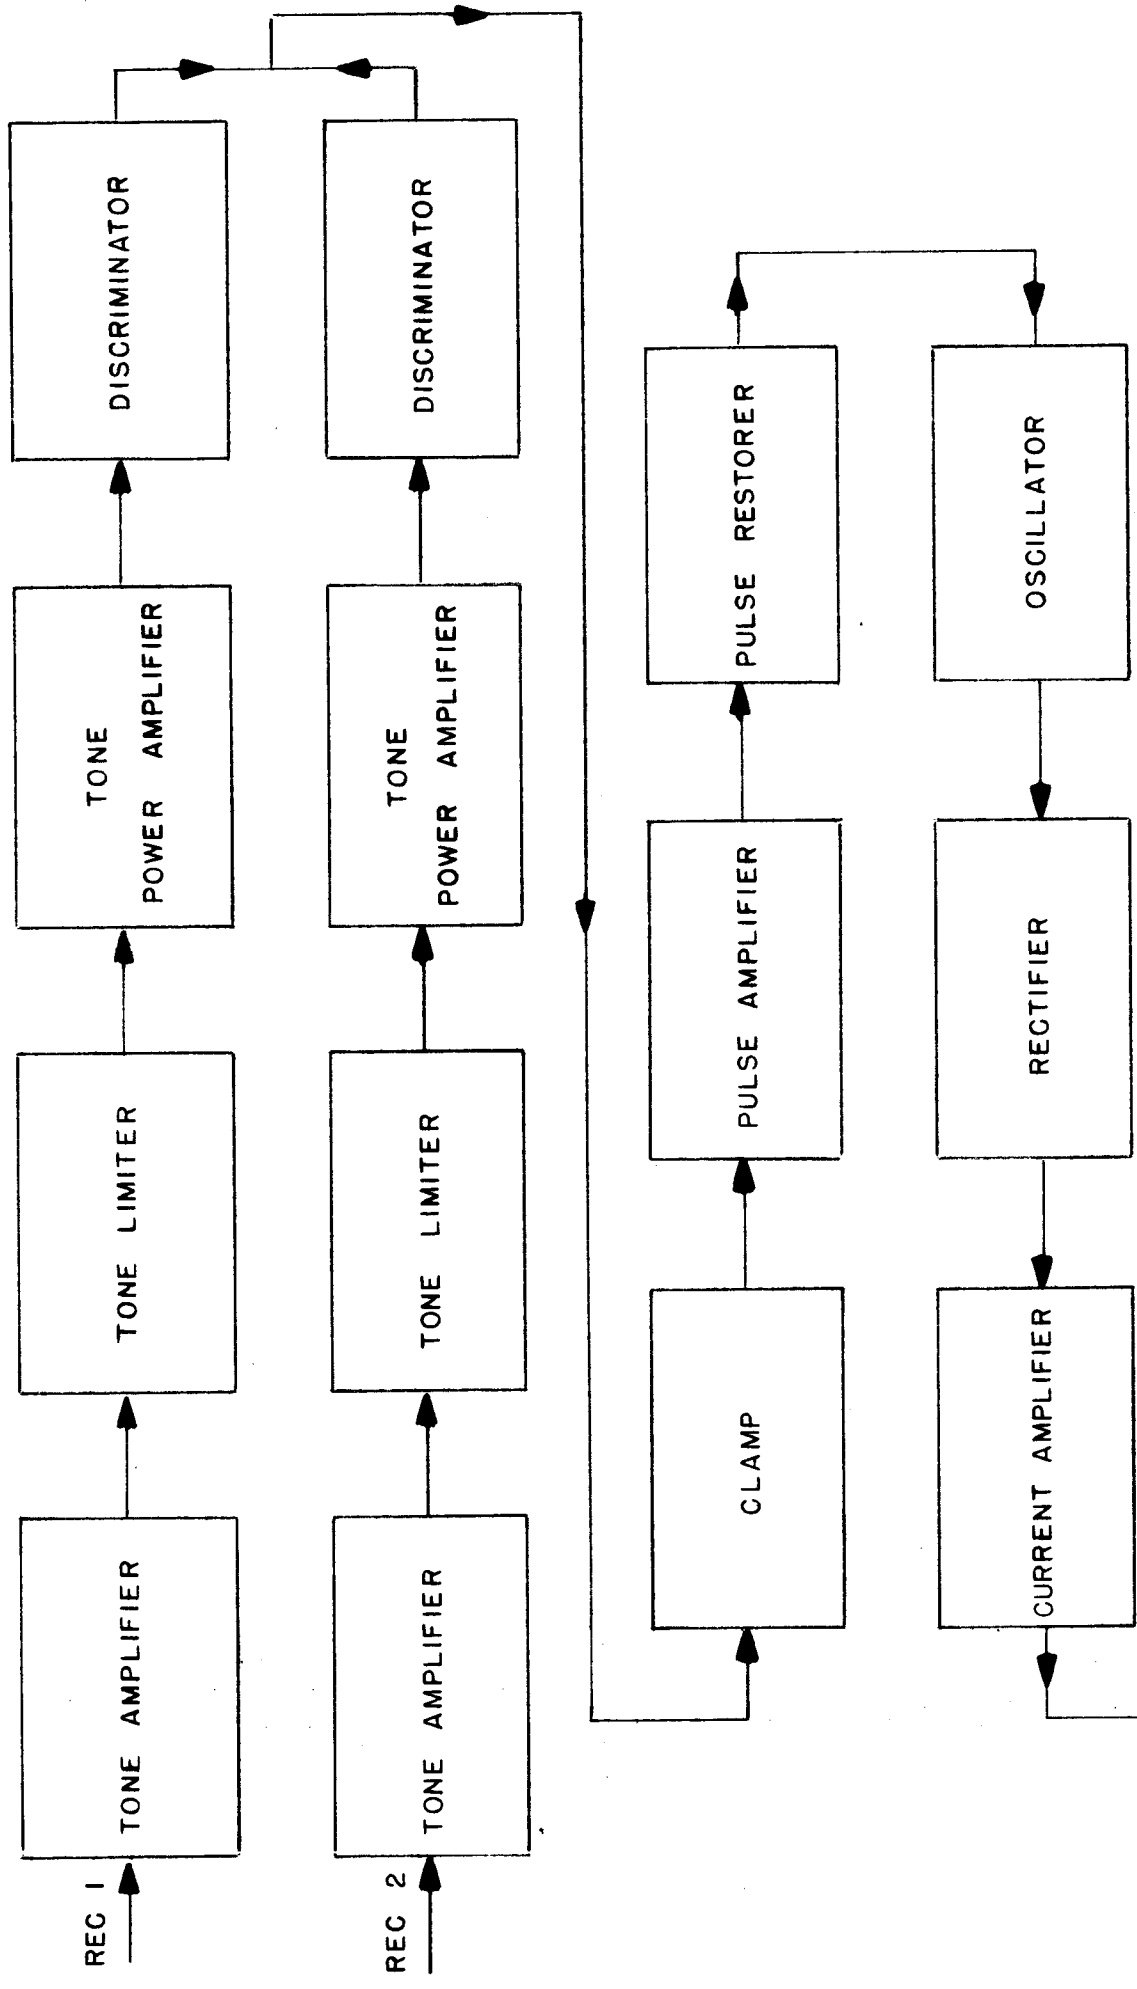 REC 1
TONE AMPLIFIER
TONE LIMITER
TONE
POWER AMPLIFIER
DISCRIMINATOR
REC 2
TONE AMPLIFIER
TONE LIMITER
TONE
POWER AMPLIFIER
DISCRIMINATOR
CLAMP
PULSE AMPLIFIER
PULSE RESTORER
OSCILLATOR
RECTIFIER
CURRENT AMPLIFIER